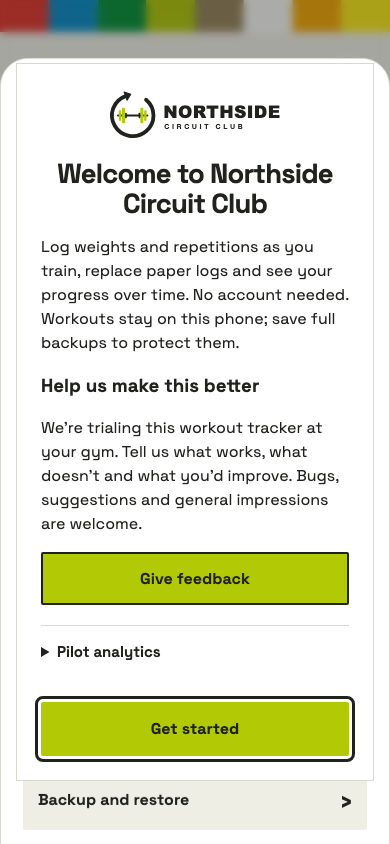 NORTHSIDE
CIRCUIT CLUB
Welcome to Northside
Circuit Club
Log weights and repetitions as you
train, replace paper logs and see your
progress over time. No account needed.
Workouts stay on this phone; save full
backups to protect them.
Help us make this better
We’re trialing this workout tracker at
your gym. Tell us what works, what
doesn’t and what you’d improve. Bugs,
suggestions and general impressions
are welcome.
Give feedback
Pilot analytics
Get started
Backup and restore
>